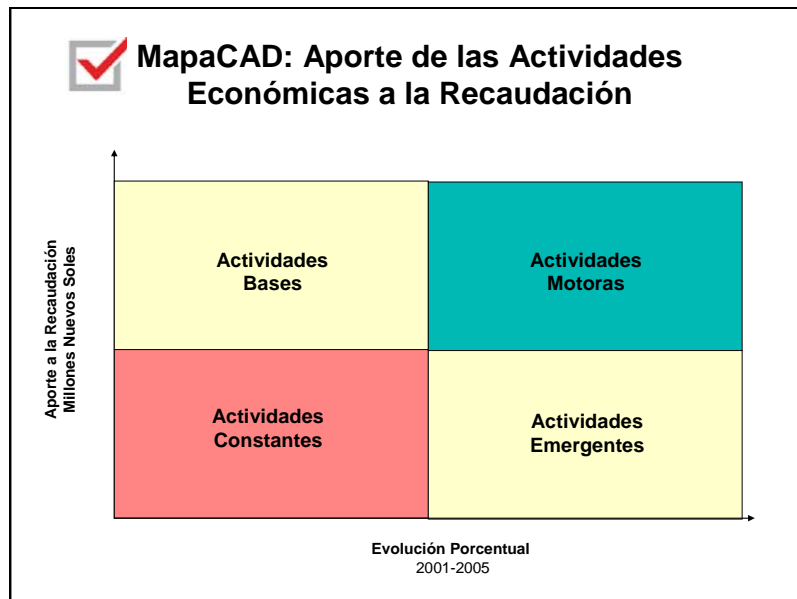 MapaCAD: Aporte de las Actividades
Económicas a la Recaudación
Aporte a la Recaudación
Millones Nuevos Soles
Actividades
Bases
Actividades
Motoras
Actividades
Constantes
Actividades
Emergentes
Evolución Porcentual
2001-2005